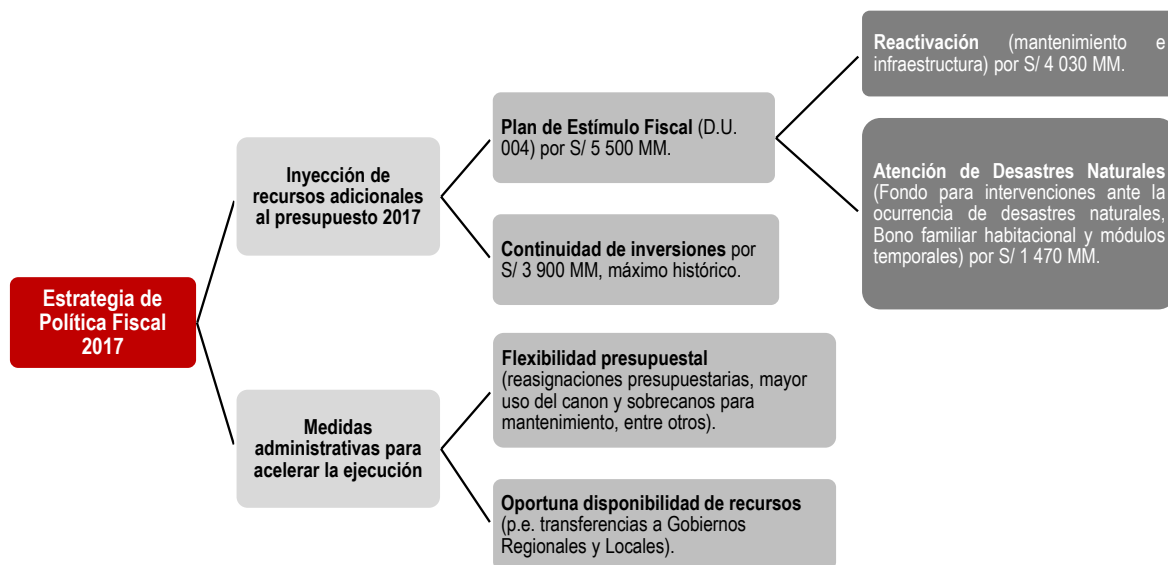 Estrategia de
Política Fiscal
2017
Inyección de
recursos adicionales
al presupuesto 2017
Plan de Estímulo Fiscal (D.U.
004) por S/ 5 500 MM.
Reactivación (mantenimiento e
infraestructura) por S/ 4 030 MM.
Atención de Desastres Naturales
(Fondo para intervenciones ante la
ocurrencia de desastres naturales,
Bono familiar habitacional y módulos
temporales) por S/ 1 470 MM.
Continuidad de inversiones por
S/ 3 900 MM, máximo histórico.
Medidas
administrativas para
acelerar la ejecución
Flexibilidad presupuestal
(reasignaciones presupuestarias, mayor
uso del canon y sobrecanos para
mantenimiento, entre otros).
Oportuna disponibilidad de recursos
(p.e. transferencias a Gobiernos
Regionales y Locales).